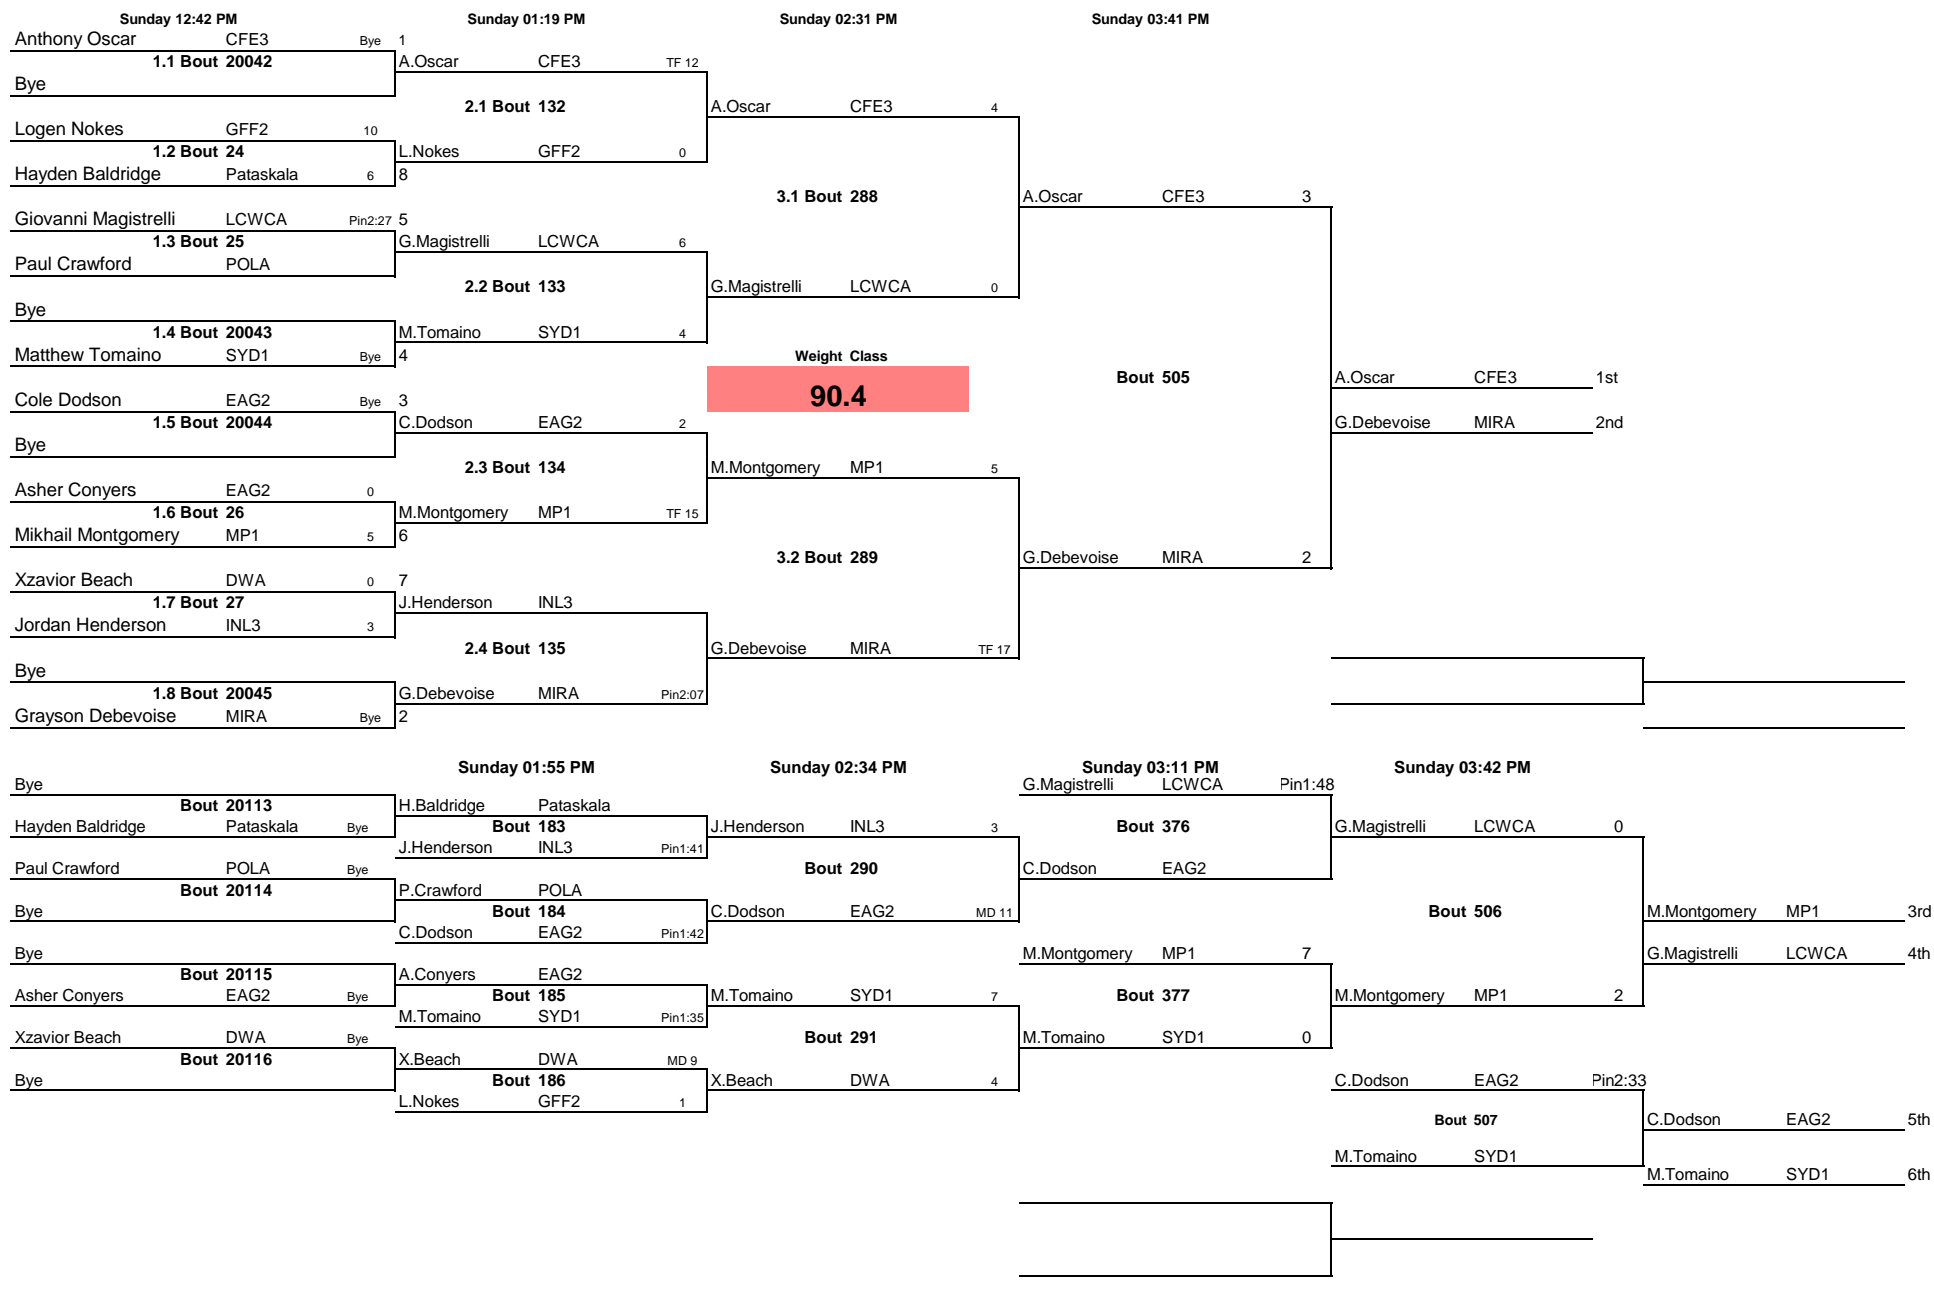 Sunday 12:42 PM Sunday 01:19 PM Sunday 02:31 PM Sunday 03:41 PM
Anthony Oscar CFE3 Bye 1
1.1 Bout 20042 A.Oscar CFE3 TF 12
Bye
2.1 Bout 132 A.Oscar CFE3 4
Logen Nokes GFF2 10
1.2 Bout 24 L.Nokes GFF2 0
Hayden Baldridge Pataskala 6 8
3.1 Bout 288 A.Oscar CFE3 3
Giovanni Magistrelli LCWCA Pin2:27 5
1.3 Bout 25 G.Magistrelli LCWCA 6
Paul Crawford POLA
2.2 Bout 133 G.Magistrelli LCWCA 0
Bye
1.4 Bout 20043 M.Tomaino SYD1 4
Matthew Tomaino SYD1 Bye 4 Weight Class
Bout 505 A.Oscar CFE3 1st
90.4
Cole Dodson EAG2 Bye 3
1.5 Bout 20044 C.Dodson EAG2 2 G.Debevoise MIRA 2nd
Bye
2.3 Bout 134 M.Montgomery MP1 5
Asher Conyers EAG2 0
1.6 Bout 26 M.Montgomery MP1 TF 15
Mikhail Montgomery MP1 5 6
3.2 Bout 289 G.Debevoise MIRA 2
Xzavior Beach DWA 0 7
1.7 Bout 27 J.Henderson INL3
Jordan Henderson INL3 3
2.4 Bout 135 G.Debevoise MIRA TF 17
Bye
1.8 Bout 20045 G.Debevoise MIRA Pin2:07
Grayson Debevoise MIRA Bye 2
Sunday 01:55 PM Sunday 02:34 PM Sunday 03:11 PM Sunday 03:42 PM
Bye G.Magistrelli LCWCA Pin1:48
Bout 20113 H.Baldridge Pataskala
Hayden Baldridge Pataskala Bye Bout 183 J.Henderson INL3 3 Bout 376 G.Magistrelli LCWCA 0
J.Henderson INL3 Pin1:41
Paul Crawford POLA Bye Bout 290 C.Dodson EAG2
Bout 20114 P.Crawford POLA
Bye Bout 184 C.Dodson EAG2 MD 11 Bout 506 M.Montgomery MP1 3rd
C.Dodson EAG2 Pin1:42
Bye M.Montgomery MP1 7 G.Magistrelli LCWCA 4th
Bout 20115 A.Conyers EAG2
Asher Conyers EAG2 Bye Bout 185 M.Tomaino SYD1 7 Bout 377 M.Montgomery MP1 2
M.Tomaino SYD1 Pin1:35
Xzavior Beach DWA Bye Bout 291 M.Tomaino SYD1 0
Bout 20116 X.Beach DWA MD 9
Bye Bout 186 X.Beach DWA 4 C.Dodson EAG2 Pin2:33
L.Nokes GFF2 1
Bout 507 C.Dodson EAG2 5th
M.Tomaino SYD1
M.Tomaino SYD1 6th